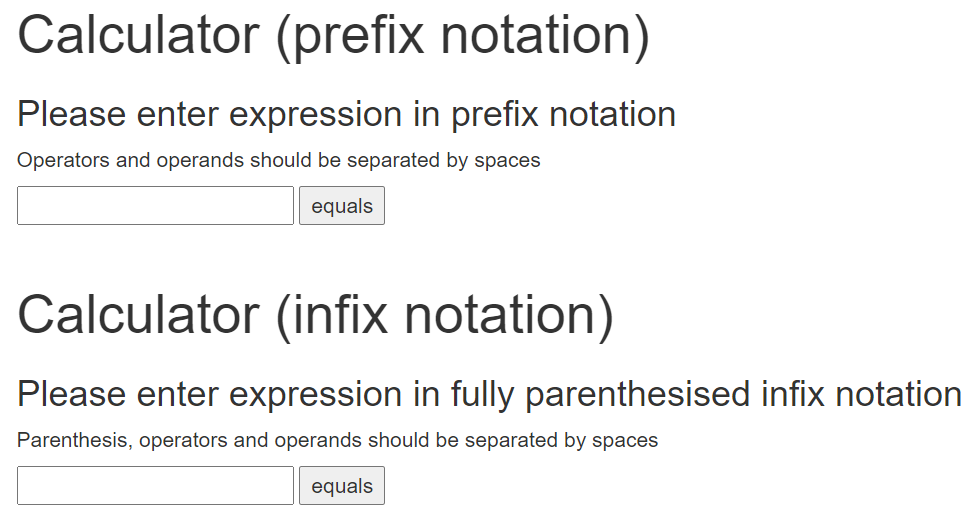 Calculator (prefix notation)
Please enter expression in prefix notation
Operators and operands should be separated by spaces
equals
Calculator (infix notation)
Please enter expression in fully parenthesised infix notation
Parenthesis, operators and operands should be separated by spaces
equals